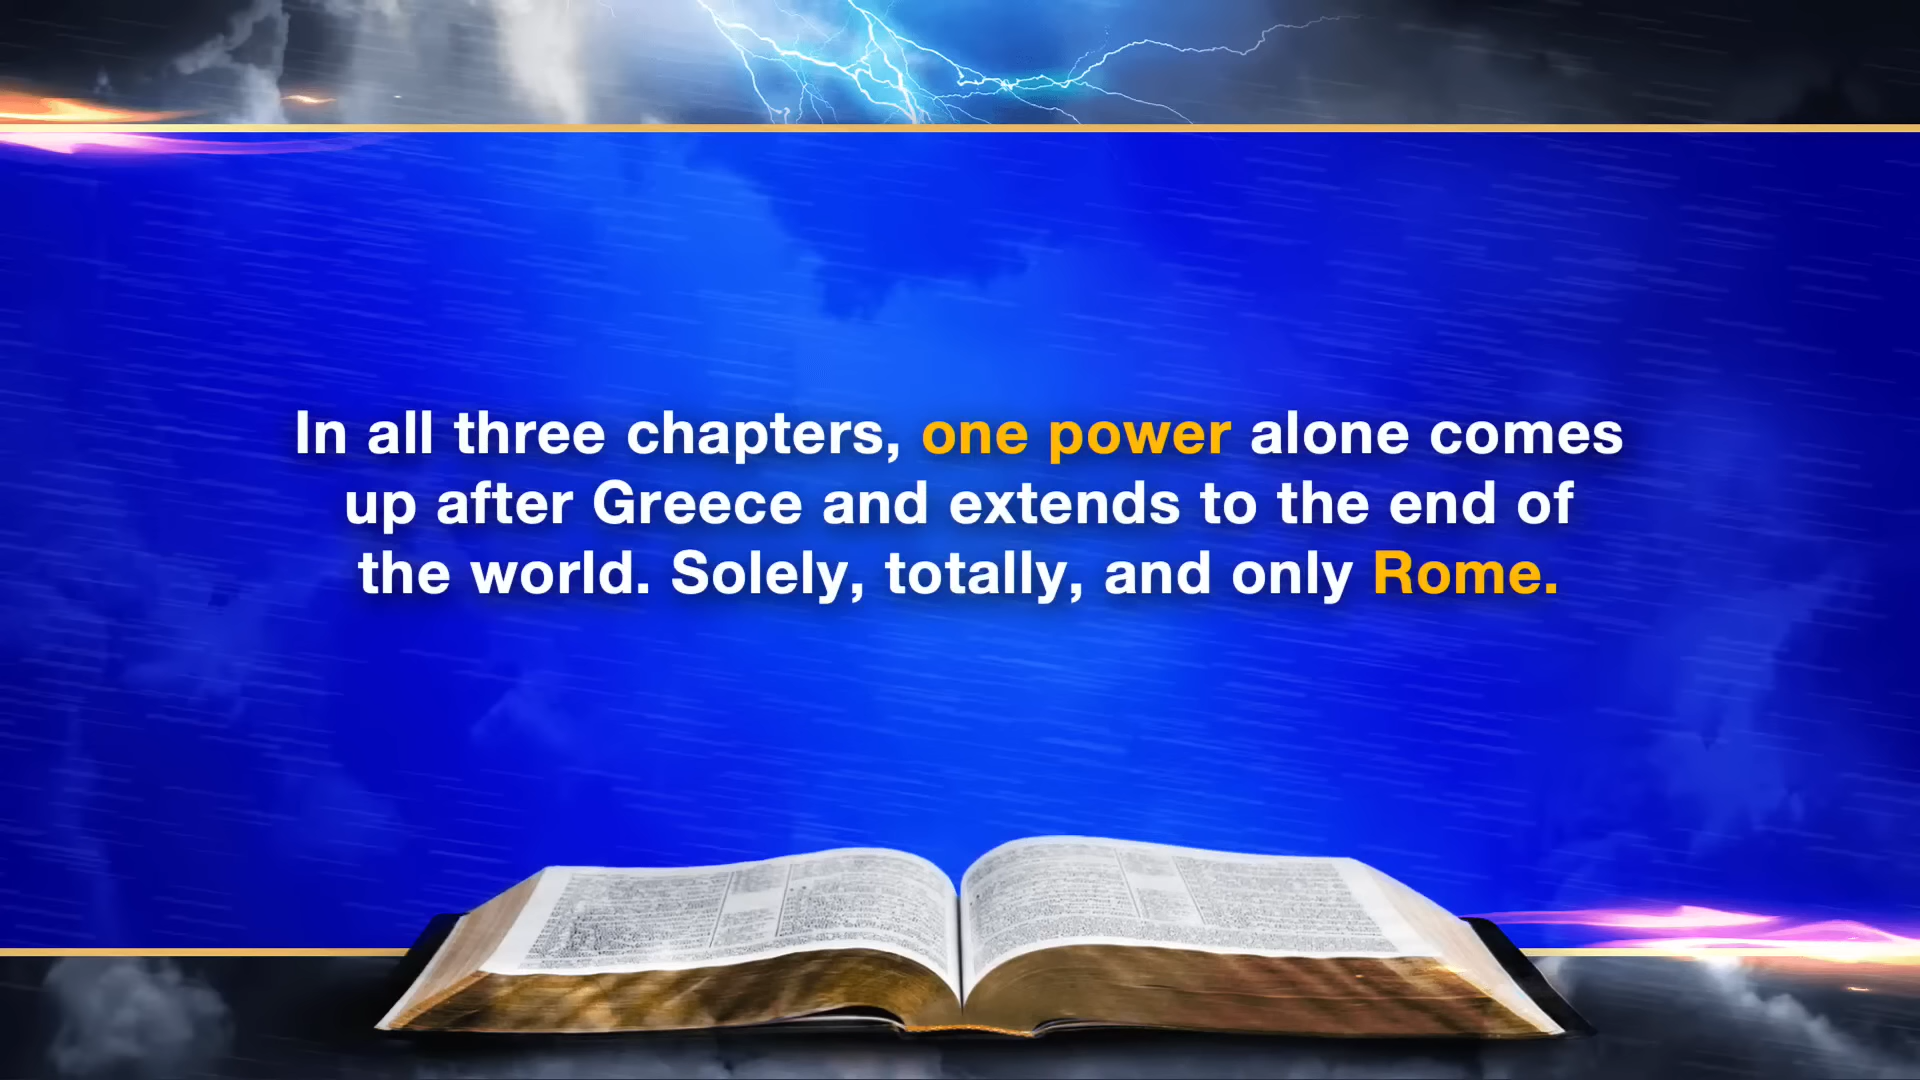 In all three chapters, one power alone comes
up after Greece and extends to the end of
the world. Solely, totally, and only Rome.